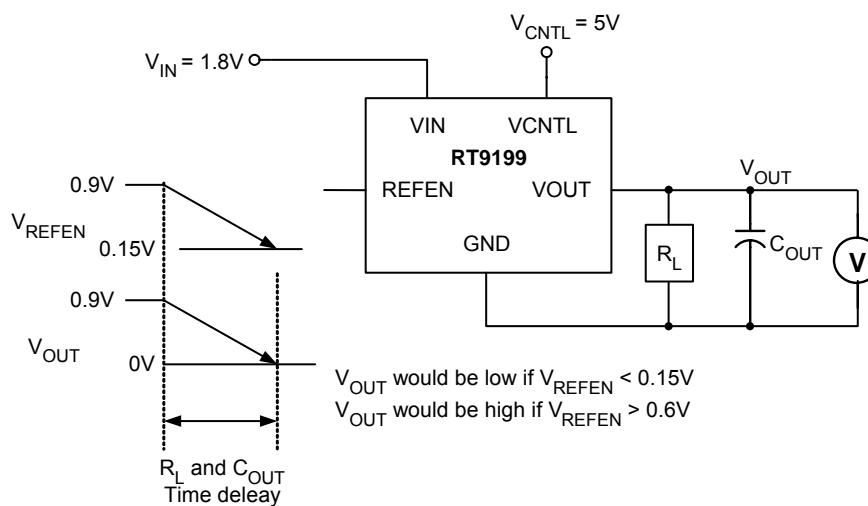 V_CNTL = 5V
V_IN = 1.8V
VIN VCNTL
RT9199
REFEN VOUT
GND
V_OUT
R_L
C_OUT
V
0.9V
V_REFEN
0.15V
0.9V
V_OUT
0V
V_OUT would be low if V_REFEN < 0.15V
V_OUT would be high if V_REFEN > 0.6V
R_L and C_OUT
Time deleay